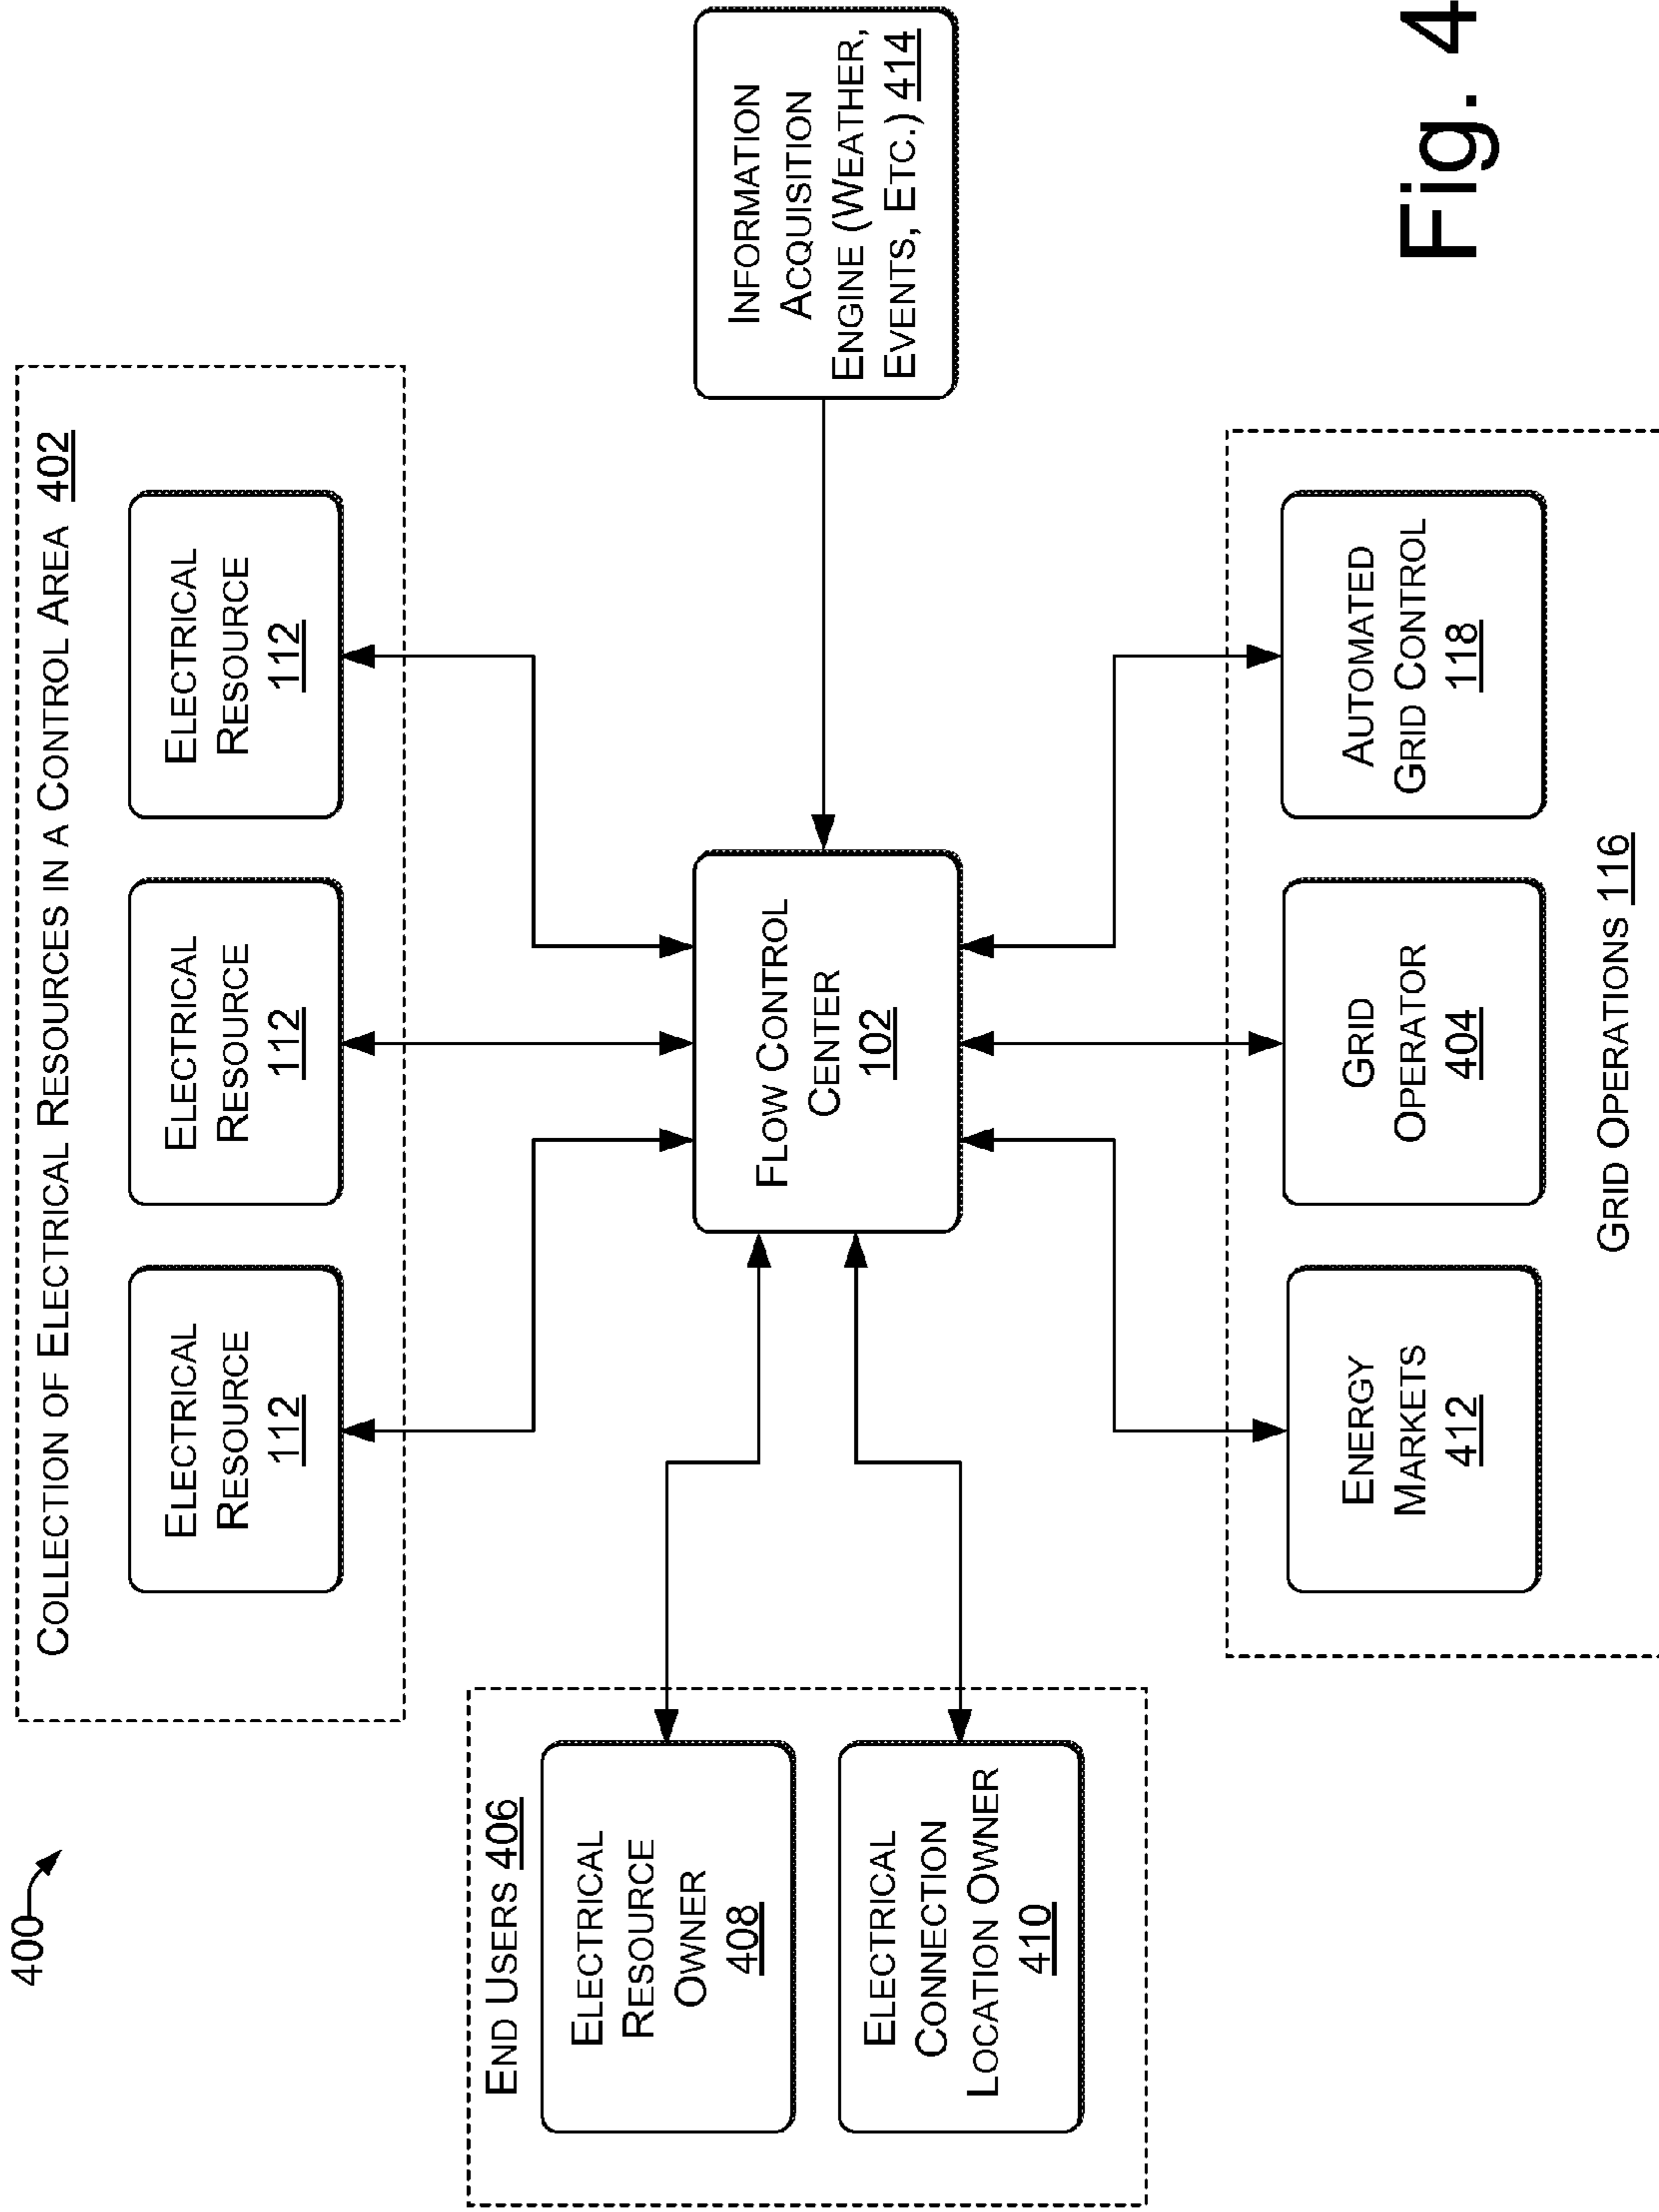 400
COLLECTION OF ELECTRICAL RESOURCES IN A CONTROL AREA 402
ELECTRICAL
RESOURCE
112
ELECTRICAL
RESOURCE
112
ELECTRICAL
RESOURCE
112
END USERS 406
ELECTRICAL
RESOURCE
OWNER
408
ELECTRICAL
CONNECTION
LOCATION OWNER
410
FLOW CONTROL
CENTER
102
INFORMATION
ACQUISITION
ENGINE (WEATHER,
EVENTS, ETC.) 414
ENERGY
MARKETS
412
GRID
OPERATOR
404
AUTOMATED
GRID CONTROL
118
GRID OPERATIONS 116
Fig. 4